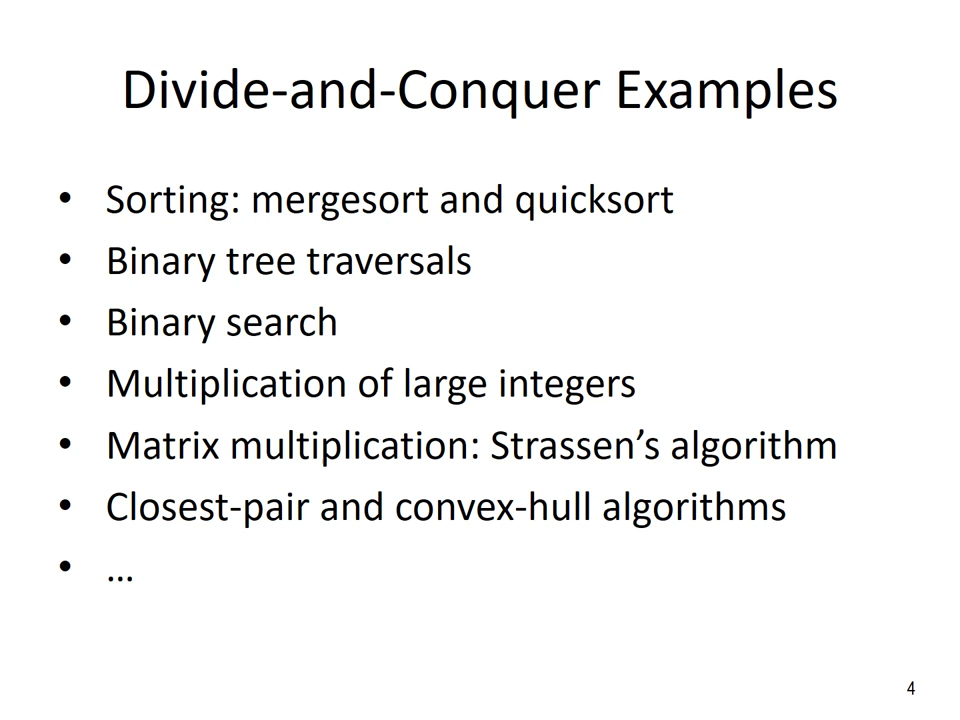 Divide-and-Conquer Examples
• Sorting: mergesort and quicksort
• Binary tree traversals
• Binary search
• Multiplication of large integers
• Matrix multiplication: Strassen’s algorithm
• Closest-pair and convex-hull algorithms
• …
4